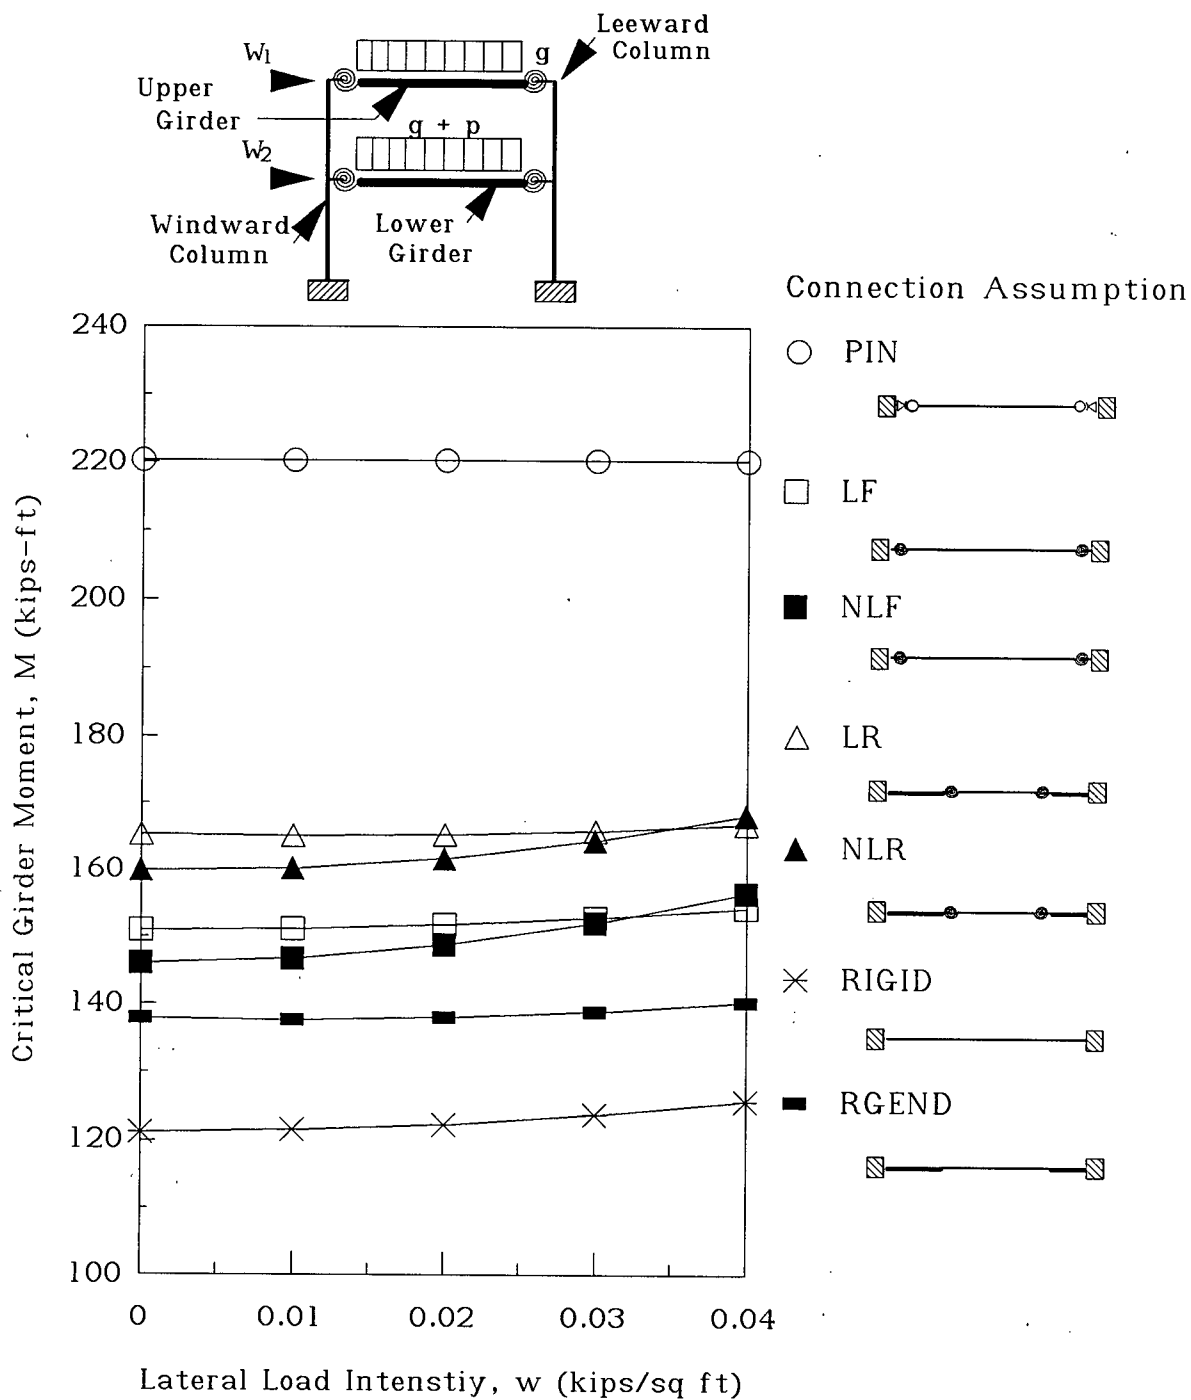 Leeward
Column
W1
g
Upper
Girder
g + p
W2
Windward
Column
Lower
Girder
Connection Assumption
PIN
LF
NLF
LR
NLR
RIGID
RGEND
Critical Girder Moment, M (kips-ft)
240
220
200
180
160
140
120
100
0
0.01
0.02
0.03
0.04
Lateral Load Intenstiy, w (kips/sq ft)